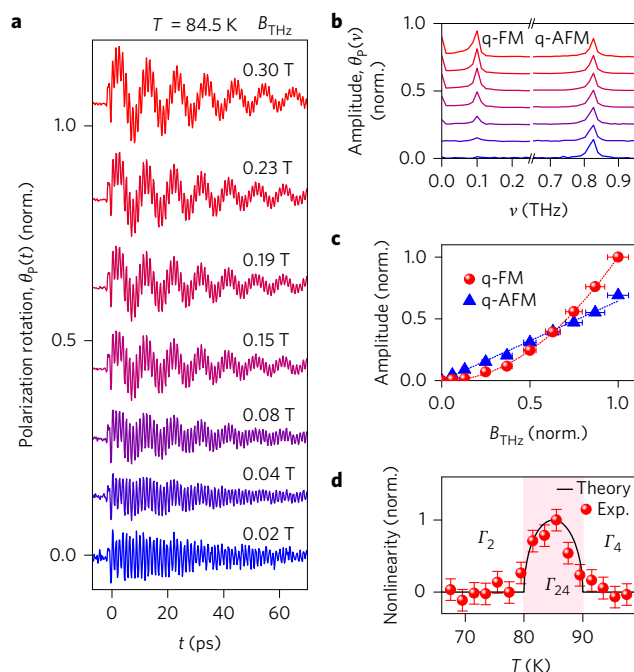 a
T = 84.5 K B_THz
0.30 T
0.23 T
0.19 T
0.15 T
0.08 T
0.04 T
0.02 T
1.0
0.5
0.0
Polarization rotation, θ_P(t) (norm.)
0 20 40 60
t (ps)
b
q-FM q-AFM
1.0
0.5
0.0
Amplitude, θ_P(ν)
(norm.)
0.0 0.1 0.2 0.8 0.9
ν (THz)
c
q-FM
q-AFM
1.0
0.5
0.0
Amplitude (norm.)
0.0 0.5 1.0
B_THz (norm.)
d
Theory
Exp.
Γ_2
Γ_24
Γ_4
1
0
Nonlinearity (norm.)
70 80 90
T (K)